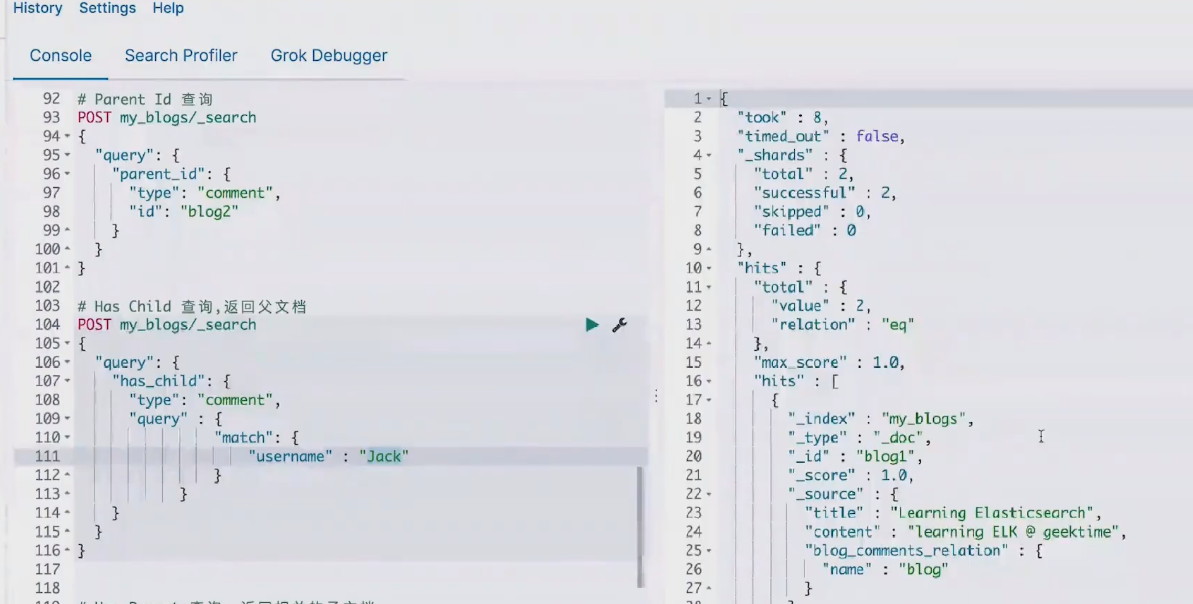 History Settings Help
Console Search Profiler Grok Debugger
92 # Parent Id 查询
93 POST my_blogs/_search
94 {
95 "query": {
96 "parent_id": {
97 "type": "comment",
98 "id": "blog2"
99 }
100 }
101 }
102
103 # Has Child 查询,返回父文档
104 POST my_blogs/_search
105 {
106 "query": {
107 "has_child": {
108 "type": "comment",
109 "query" : {
110 "match": {
111 "username" : "Jack"
112 }
113 }
114 }
115 }
116 }
117
118
1 {
2 "took" : 8,
3 "timed_out" : false,
4 "_shards" : {
5 "total" : 2,
6 "successful" : 2,
7 "skipped" : 0,
8 "failed" : 0
9 },
10 "hits" : {
11 "total" : {
12 "value" : 2,
13 "relation" : "eq"
14 },
15 "max_score" : 1.0,
16 "hits" : [
17 {
18 "_index" : "my_blogs",
19 "_type" : "_doc",
20 "_id" : "blog1",
21 "_score" : 1.0,
22 "_source" : {
23 "title" : "Learning Elasticsearch",
24 "content" : "learning ELK @ geektime",
25 "blog_comments_relation" : {
26 "name" : "blog"
27 }